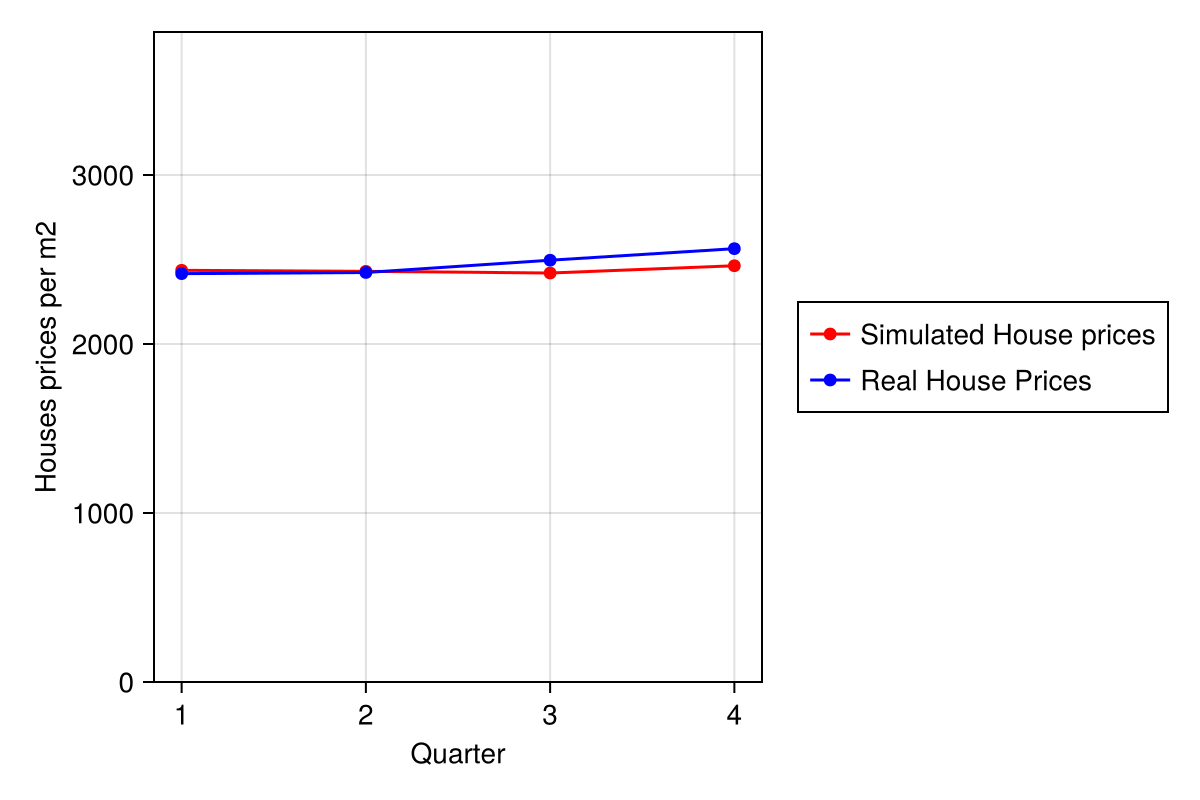 Houses prices per m2
3000
2000
1000
0
1 2 3 4
Quarter
Simulated House prices
Real House Prices